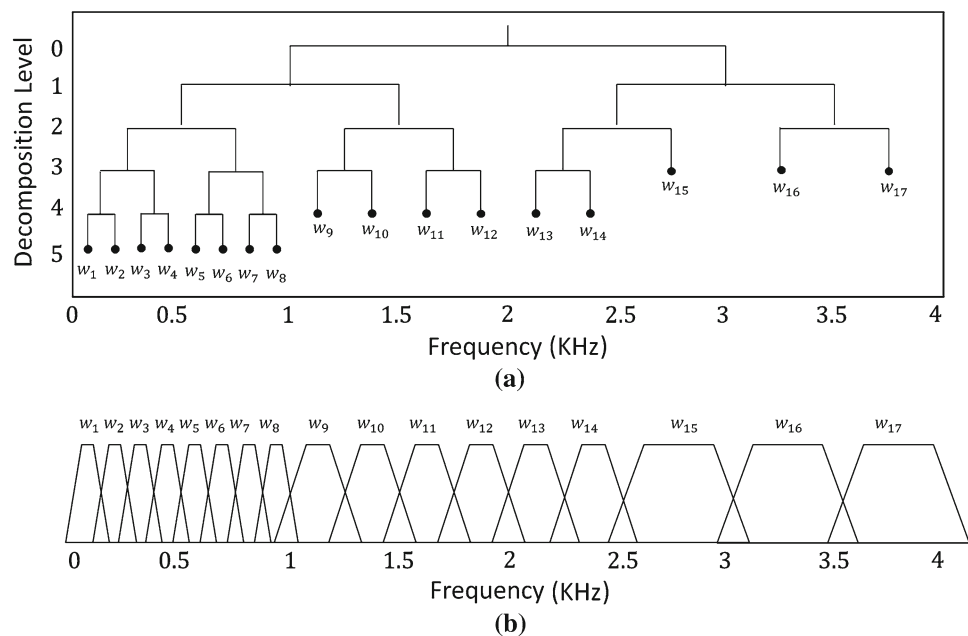 Decomposition Level
0
1
2
3
4
5
w₁₅ w₁₆ w₁₇
w₉ w₁₀ w₁₁ w₁₂ w₁₃ w₁₄
w₁ w₂ w₃ w₄ w₅ w₆ w₇ w₈
0 0.5 1 1.5 2 2.5 3 3.5 4
Frequency (KHz)
(a)
w₁ w₂ w₃ w₄ w₅ w₆ w₇ w₈ w₉ w₁₀ w₁₁ w₁₂ w₁₃ w₁₄ w₁₅ w₁₆ w₁₇
0 0.5 1 1.5 2 2.5 3 3.5 4
Frequency (KHz)
(b)